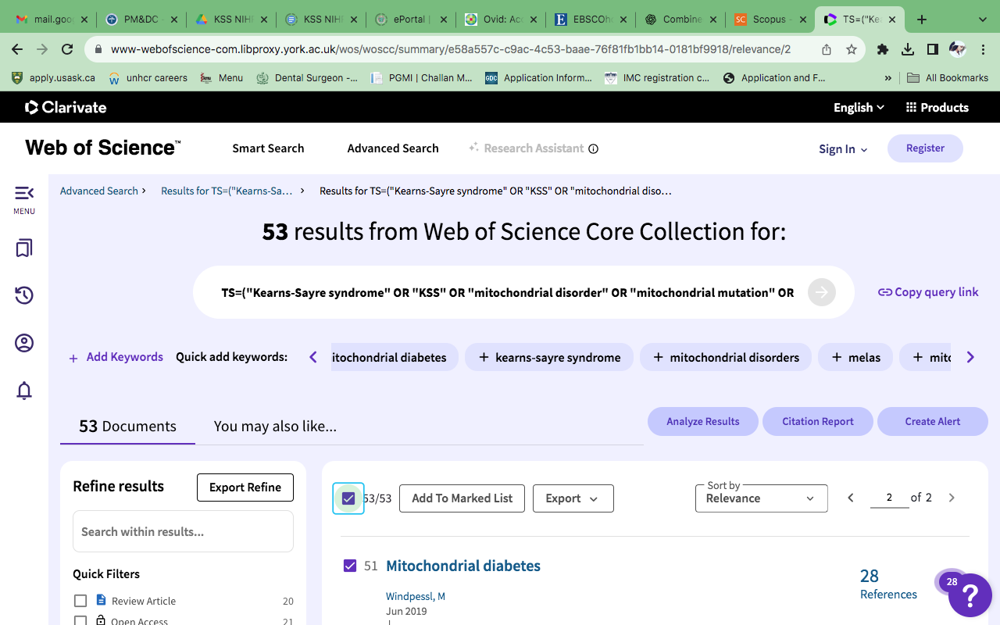 mail.goo
PM&DC
KSS NIHR
KSS NIHR
ePortal |
Ovid: Acc
EBSCOho
Combine
Scopus -
TS=("Kea
www-webofscience-com.libproxy.york.ac.uk/wos/woscc/summary/e58a557c-c9ac-4c53-baae-76f81fb1bb14-0181bf9918/relevance/2
apply.usask.ca
unhcr careers
Menu
Dental Surgeon -...
PGMI | Challan M...
GDC
Application Inform...
IMC registration c...
Application and F...
»
All Bookmarks
Clarivate
English
Products
Web of Science™
Smart Search
Advanced Search
Research Assistant
Sign In
Register
MENU
Advanced Search > Results for TS=("Kearns-Sa... > Results for TS=("Kearns-Sayre syndrome" OR "KSS" OR "mitochondrial diso...
53 results from Web of Science Core Collection for:
TS=("Kearns-Sayre syndrome" OR "KSS" OR "mitochondrial disorder" OR "mitochondrial mutation" OR
Copy query link
+ Add Keywords
Quick add keywords:
itochondrial diabetes
+ kearns-sayre syndrome
+ mitochondrial disorders
+ melas
+ mitc
53 Documents
You may also like...
Analyze Results
Citation Report
Create Alert
Refine results
Export Refine
Search within results...
Quick Filters
Review Article 20
Open Access 21
53/53
Add To Marked List
Export
Sort by
Relevance
2 of 2
51 Mitochondrial diabetes
Windpessl, M
Jun 2019
28
References
28
?